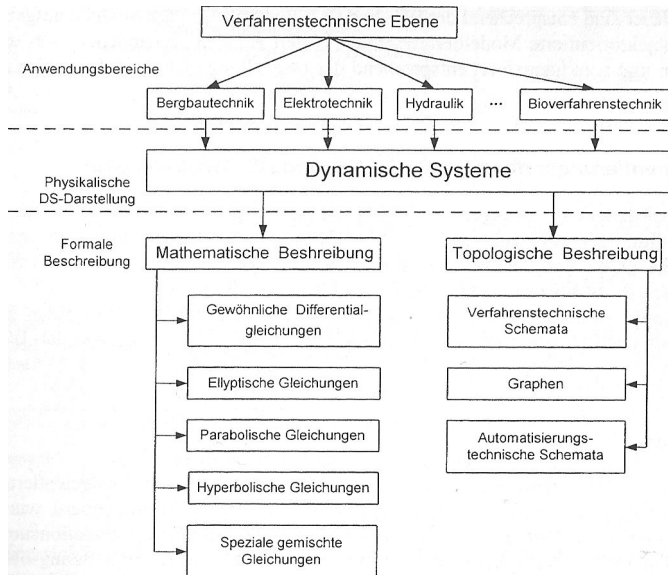 Verfahrenstechnische Ebene
Anwendungsbereiche
Bergbautechnik
Elektrotechnik
Hydraulik
...
Bioverfahrenstechnik
Dynamische Systeme
Physikalische
DS-Darstellung
Formale
Beschreibung
Mathematische Beshreibung
Topologische Beshreibung
Gewöhnliche Differential-
gleichungen
Ellyptische Gleichungen
Parabolische Gleichungen
Hyperbolische Gleichungen
Speziale gemischte
Gleichungen
Verfahrenstechnische
Schemata
Graphen
Automatisierungs-
technische Schemata